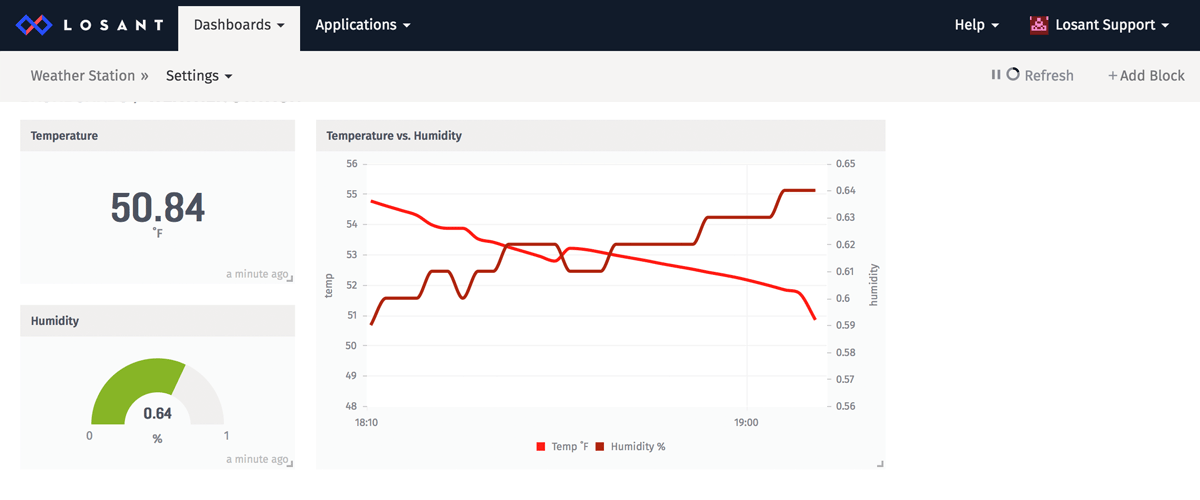 LOSANT Dashboards Applications Help Losant Support
Weather Station » Settings Refresh + Add Block
Temperature
50.84
°F
a minute ago
Humidity
0.64
0 % 1
a minute ago
Temperature vs. Humidity
56 0.65
55 0.64
54 0.63
53 0.62
temp 52 0.61 humidity
51 0.6
50 0.59
49 0.58
48 0.57
0.56
18:10 19:00
Temp °F Humidity %